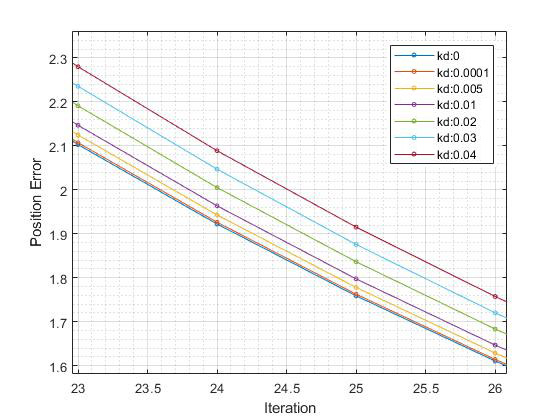 2.3
2.2
2.1
2
1.9
1.8
1.7
1.6
Position Error
23
23.5
24
24.5
25
25.5
26
Iteration
kd:0
kd:0.0001
kd:0.005
kd:0.01
kd:0.02
kd:0.03
kd:0.04